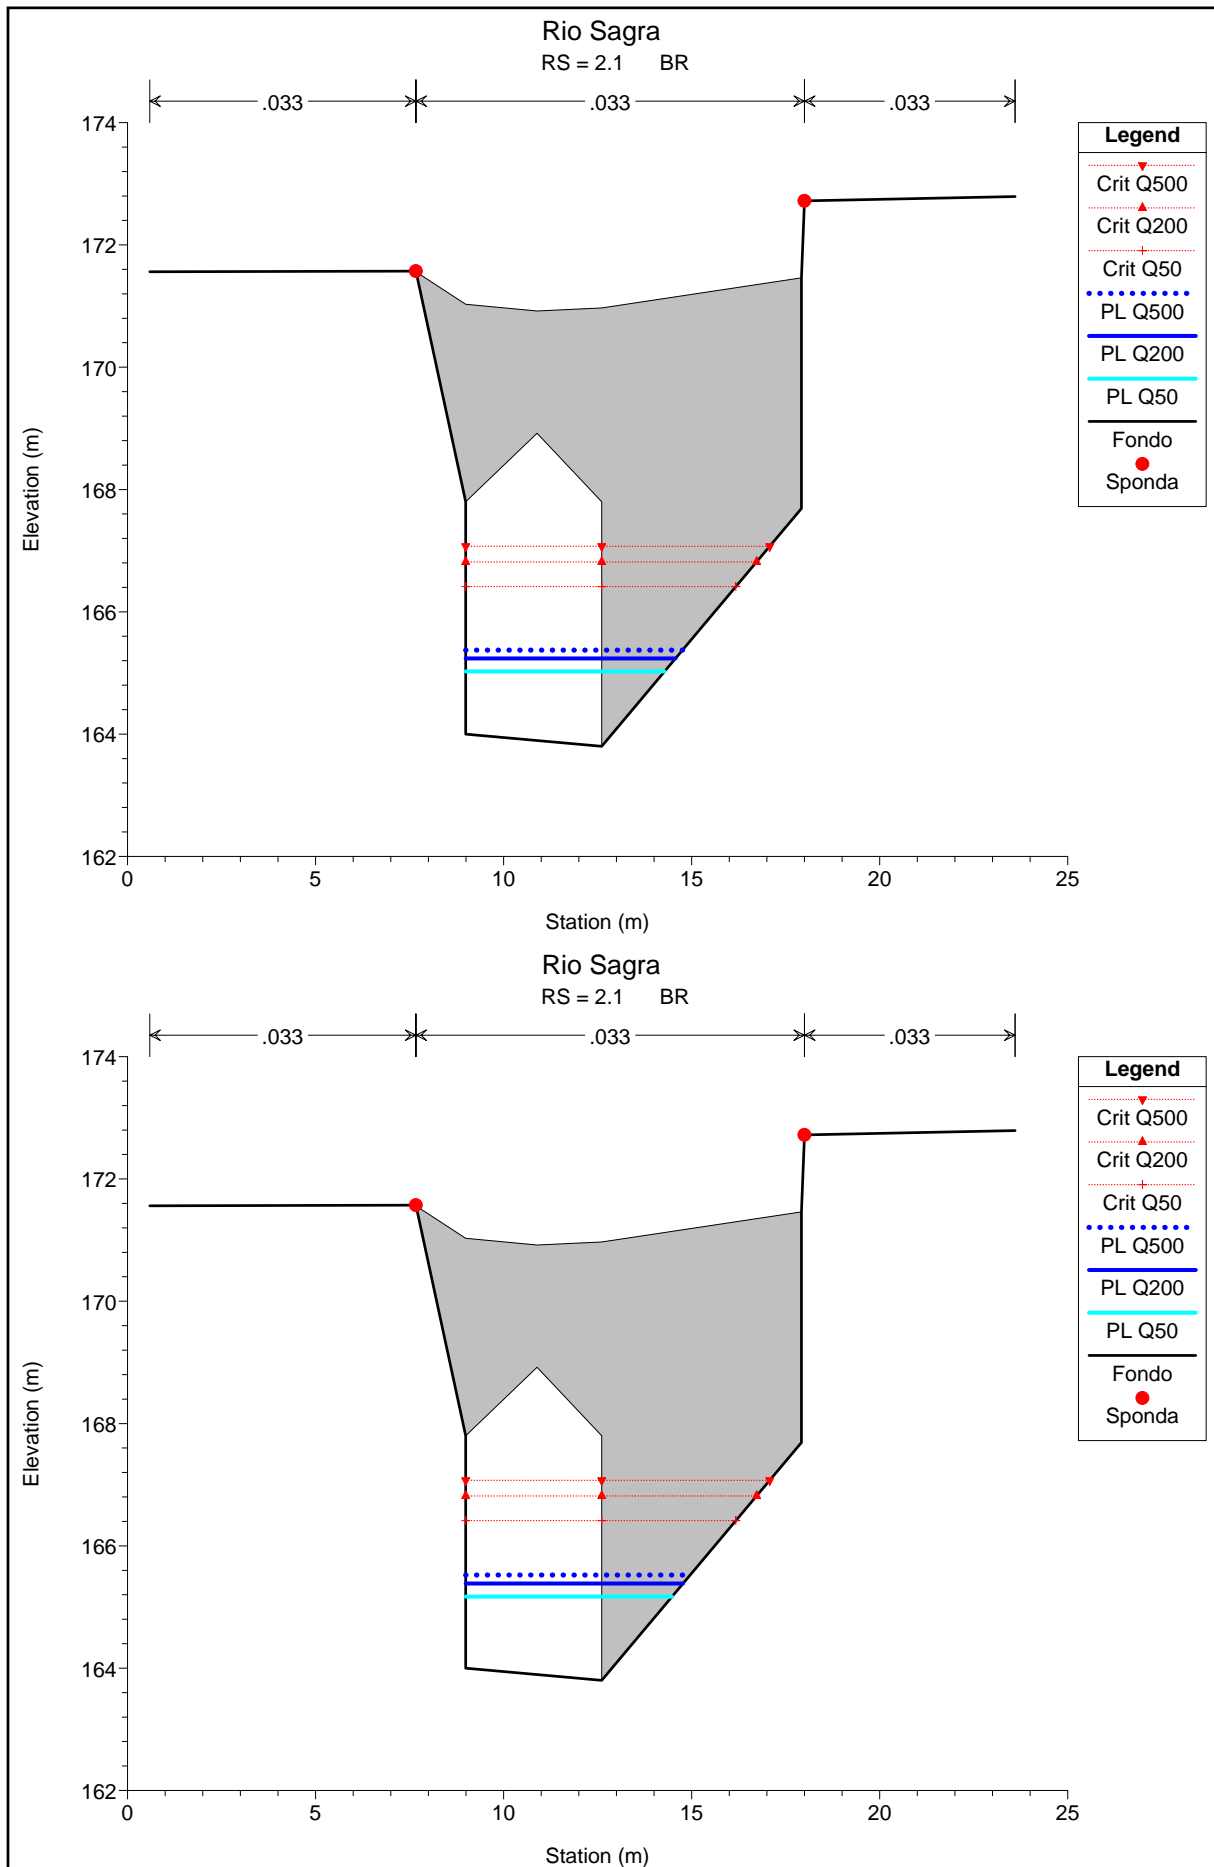 Rio Sagra
RS = 2.1 BR
.033 .033 .033
174
172
170
168
166
164
162
Elevation (m)
0 5 10 15 20 25
Station (m)
Legend
Crit Q500
Crit Q200
Crit Q50
PL Q500
PL Q200
PL Q50
Fondo
Sponda
Rio Sagra
RS = 2.1 BR
.033 .033 .033
174
172
170
168
166
164
162
Elevation (m)
0 5 10 15 20 25
Station (m)
Legend
Crit Q500
Crit Q200
Crit Q50
PL Q500
PL Q200
PL Q50
Fondo
Sponda